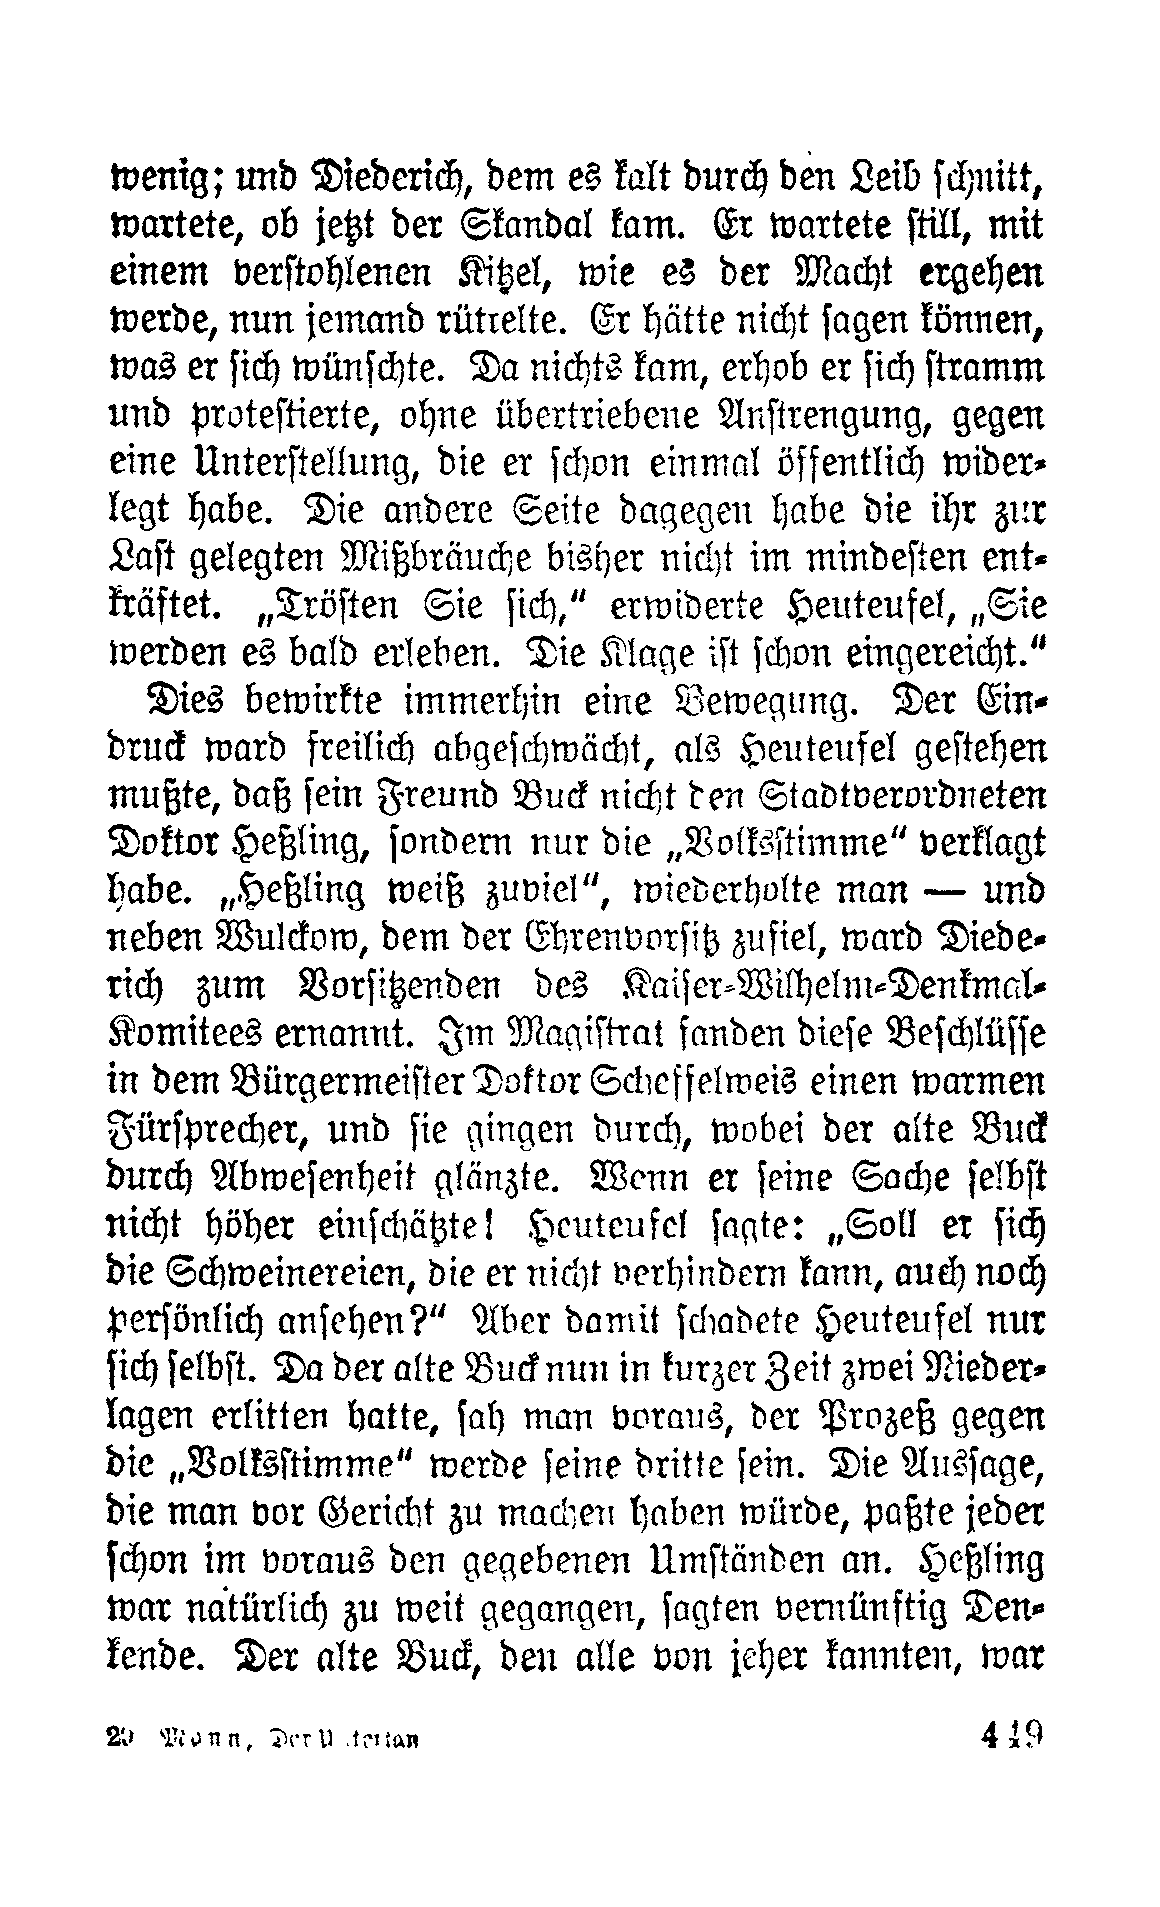 wenig; und Diederich, dem es kalt durch den Leib schnitt,
wartete, ob jetzt der Skandal kam. Er wartete still, mit
einem verstohlenen Kitzel, wie es der Macht ergehen
werde, nun jemand rüttelte. Er hätte nicht sagen können,
was er sich wünschte. Da nichts kam, erhob er sich stramm
und protestierte, ohne übertriebene Anstrengung, gegen
eine Unterstellung, die er schon einmal öffentlich wider-
legt habe. Die andere Seite dagegen habe die ihr zur
Last gelegten Mißbräuche bisher nicht im mindesten ent-
kräftet. „Trösten Sie sich,“ erwiderte Heuteufel, „Sie
werden es bald erleben. Die Klage ist schon eingereicht.“
Dies bewirkte immerhin eine Bewegung. Der Ein-
druck ward freilich abgeschwächt, als Heuteufel gestehen
mußte, daß sein Freund Buck nicht den Stadtverordneten
Doktor Heßling, sondern nur die „Volksstimme“ verklagt
habe. „Heßling weiß zuviel“, wiederholte man — und
neben Wulckow, dem der Ehrenvorsitz zufiel, ward Diede-
rich zum Vorsitzenden des Kaiser-Wilhelm-Denkmal-
Komitees ernannt. Im Magistrat fanden diese Beschlüsse
in dem Bürgermeister Doktor Scheffelweis einen warmen
Fürsprecher, und sie gingen durch, wobei der alte Buck
durch Abwesenheit glänzte. Wenn er seine Sache selbst
nicht höher einschätzte! Heuteufel sagte: „Soll er sich
die Schweinereien, die er nicht verhindern kann, auch noch
persönlich ansehen?“ Aber damit schadete Heuteufel nur
sich selbst. Da der alte Buck nun in kurzer Zeit zwei Nieder-
lagen erlitten hatte, sah man voraus, der Prozeß gegen
die „Volksstimme“ werde seine dritte sein. Die Aussage,
die man vor Gericht zu machen haben würde, paßte jeder
schon im voraus den gegebenen Umständen an. Heßling
war natürlich zu weit gegangen, sagten vernünftig Den-
kende. Der alte Buck, den alle von jeher kannten, war
29 Mann, Der Untertan
449